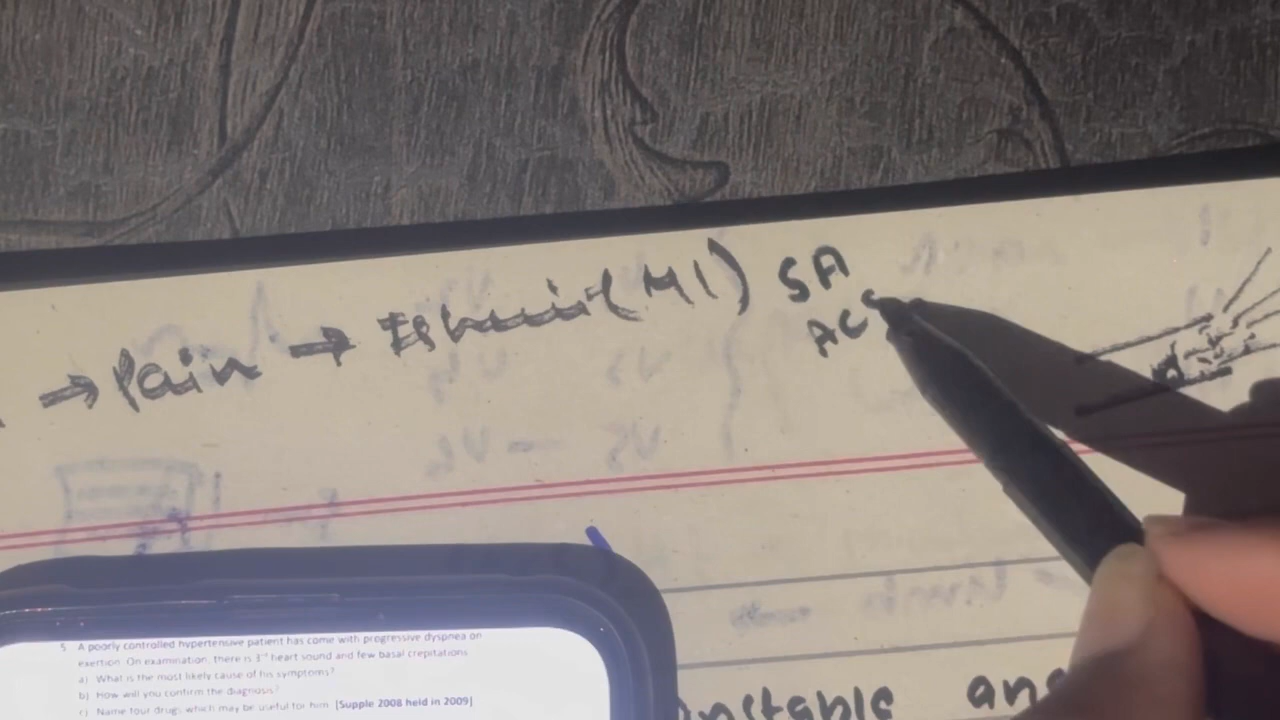 → Pain → (MI) SA
ACS
5. A poorly controlled hypertensive patient has come with progressive dyspnea on
exertion. On examination, there is 3rd heart sound and few basal crepitations
a) What is the most likely cause of his symptoms?
b) How will you confirm the diagnosis?
c) Name four drugs which may be useful for him. [Supple 2008 held in 2009]